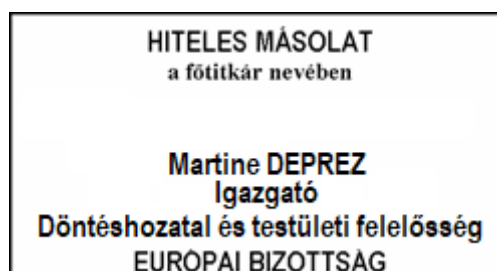 HITELES MÁSOLAT
a főtitkár nevében
Martine DEPREZ
Igazgató
Döntéshozatal és testületi felelősség
EURÓPAI BIZOTTSÁG